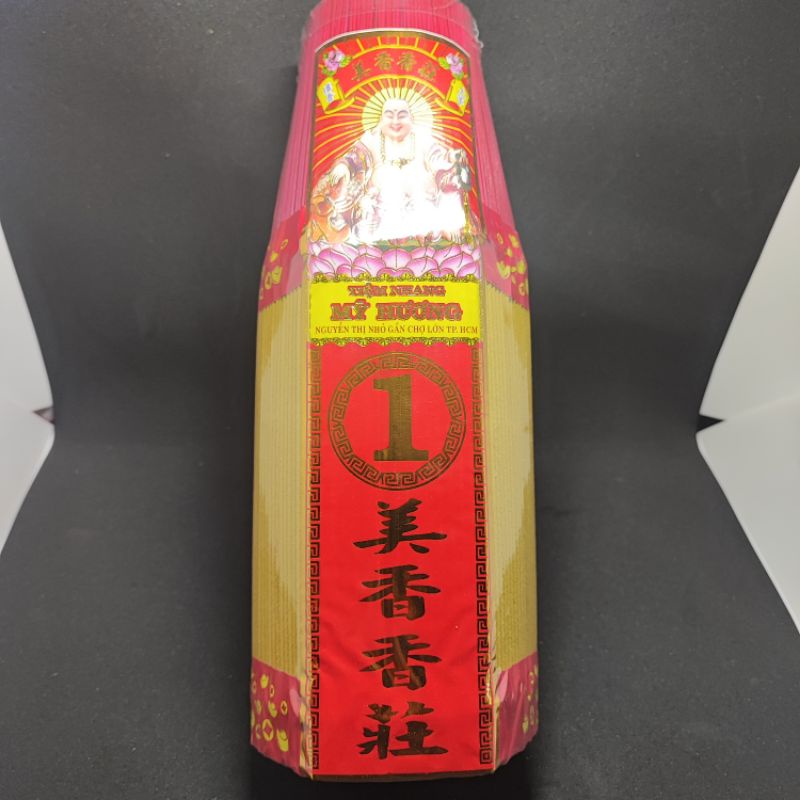 美香香莊
TIỆM NHANG
MỸ HƯƠNG
NGUYỄN THỊ NHỎ GẦN CHỢ LỚN TP. HCM
1
美
香
香
莊